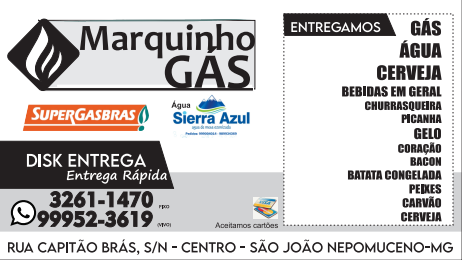 Marquinho
GÁS
SUPERGASBRAS
Água
Sierra Azul
DISK ENTREGA
Entrega Rápida
3261-1470 FIXO
99952-3619 (VIVO)
Aceitamos cartões
ENTREGAMOS
GÁS
ÁGUA
CERVEJA
BEBIDAS EM GERAL
CHURRASQUEIRA
PICANHA
GELO
CORAÇÃO
BACON
BATATA CONGELADA
PEIXES
CARVÃO
CERVEJA
RUA CAPITÃO BRÁS, S/N - CENTRO - SÃO JOÃO NEPOMUCENO-MG